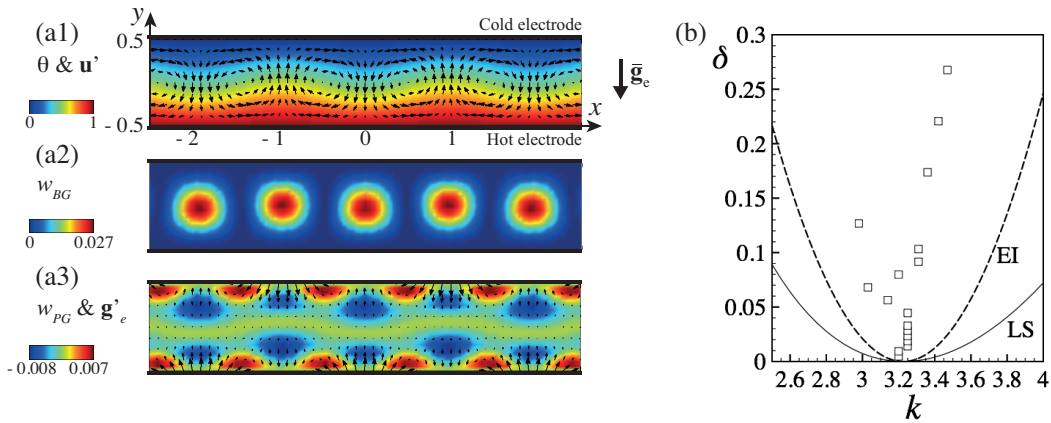 (a1)
θ & u'
0 1
y
0.5
- 0.5
Cold electrode
Hot electrode
x
- 2 - 1 0 1
ḡe
(a2)
wBG
0 0.027
(a3)
wPG & g'e
- 0.008 0.007
(b)
δ
0.3
0.25
0.2
0.15
0.1
0.05
0
EI
LS
2.6 2.8 3 3.2 3.4 3.6 3.8 4
k